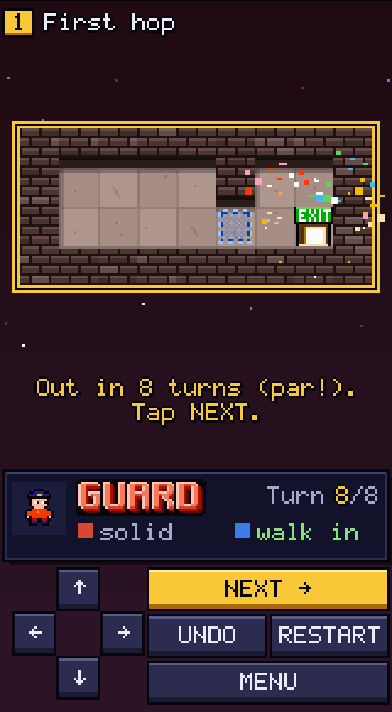 1 First hop
EXIT
Out in 8 turns (par!).
Tap NEXT.
GUARD
Turn 8/8
solid
walk in
↑
NEXT →
← →
UNDO
RESTART
↓
MENU